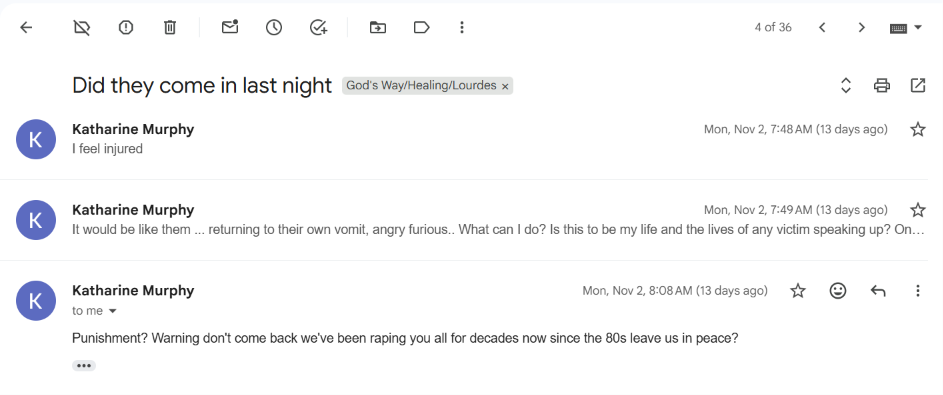 4 of 36
Did they come in last night God's Way/Healing/Lourdes ×
K
Katharine Murphy Mon, Nov 2, 7:48 AM (13 days ago)
I feel injured
K
Katharine Murphy Mon, Nov 2, 7:49 AM (13 days ago)
It would be like them ... returning to their own vomit, angry furious.. What can I do? Is this to be my life and the lives of any victim speaking up? On...
K
Katharine Murphy Mon, Nov 2, 8:08 AM (13 days ago)
to me
Punishment? Warning don't come back we've been raping you all for decades now since the 80s leave us in peace?